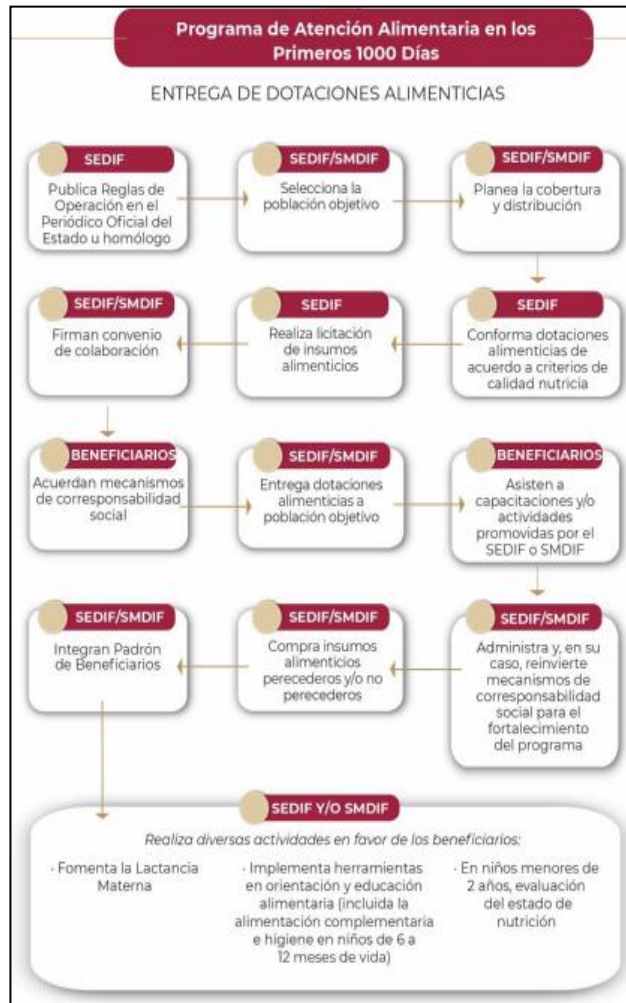 Programa de Atención Alimentaria en los
Primeros 1000 Días
ENTREGA DE DOTACIONES ALIMENTICIAS
SEDIF
Publica Reglas de
Operación en el
Periódico Oficial del
Estado u homólogo
SEDIF/SMDIF
Selecciona la
población objetivo
SEDIF/SMDIF
Planea la cobertura
y distribución
SEDIF
Conforma dotaciones
alimenticias de
acuerdo a criterios de
calidad nutricia
SEDIF
Realiza licitación
de insumos
alimenticios
SEDIF/SMDIF
Firman convenio
de colaboración
BENEFICIARIOS
Acuerdan mecanismos
de corresponsabilidad
social
SEDIF/SMDIF
Entrega dotaciones
alimenticias a
población objetivo
BENEFICIARIOS
Asisten a
capacitaciones y/o
actividades
promovidas por el
SEDIF o SMDIF
SEDIF/SMDIF
Administra y, en su
caso, reinvierte
mecanismos de
corresponsabilidad
social para el
fortalecimiento
del programa
SEDIF/SMDIF
Compra insumos
alimenticios
perecederos y/o no
perecederos
SEDIF/SMDIF
Integran Padrón
de Beneficiarios
SEDIF Y/O SMDIF
Realiza diversas actividades en favor de los beneficiarios:
· Fomenta la Lactancia
Materna
· Implementa herramientas
en orientación y educación
alimentaria (incluida la
alimentación complementaria
e higiene en niños de 6 a
12 meses de vida)
· En niños menores de
2 años, evaluación
del estado de
nutrición